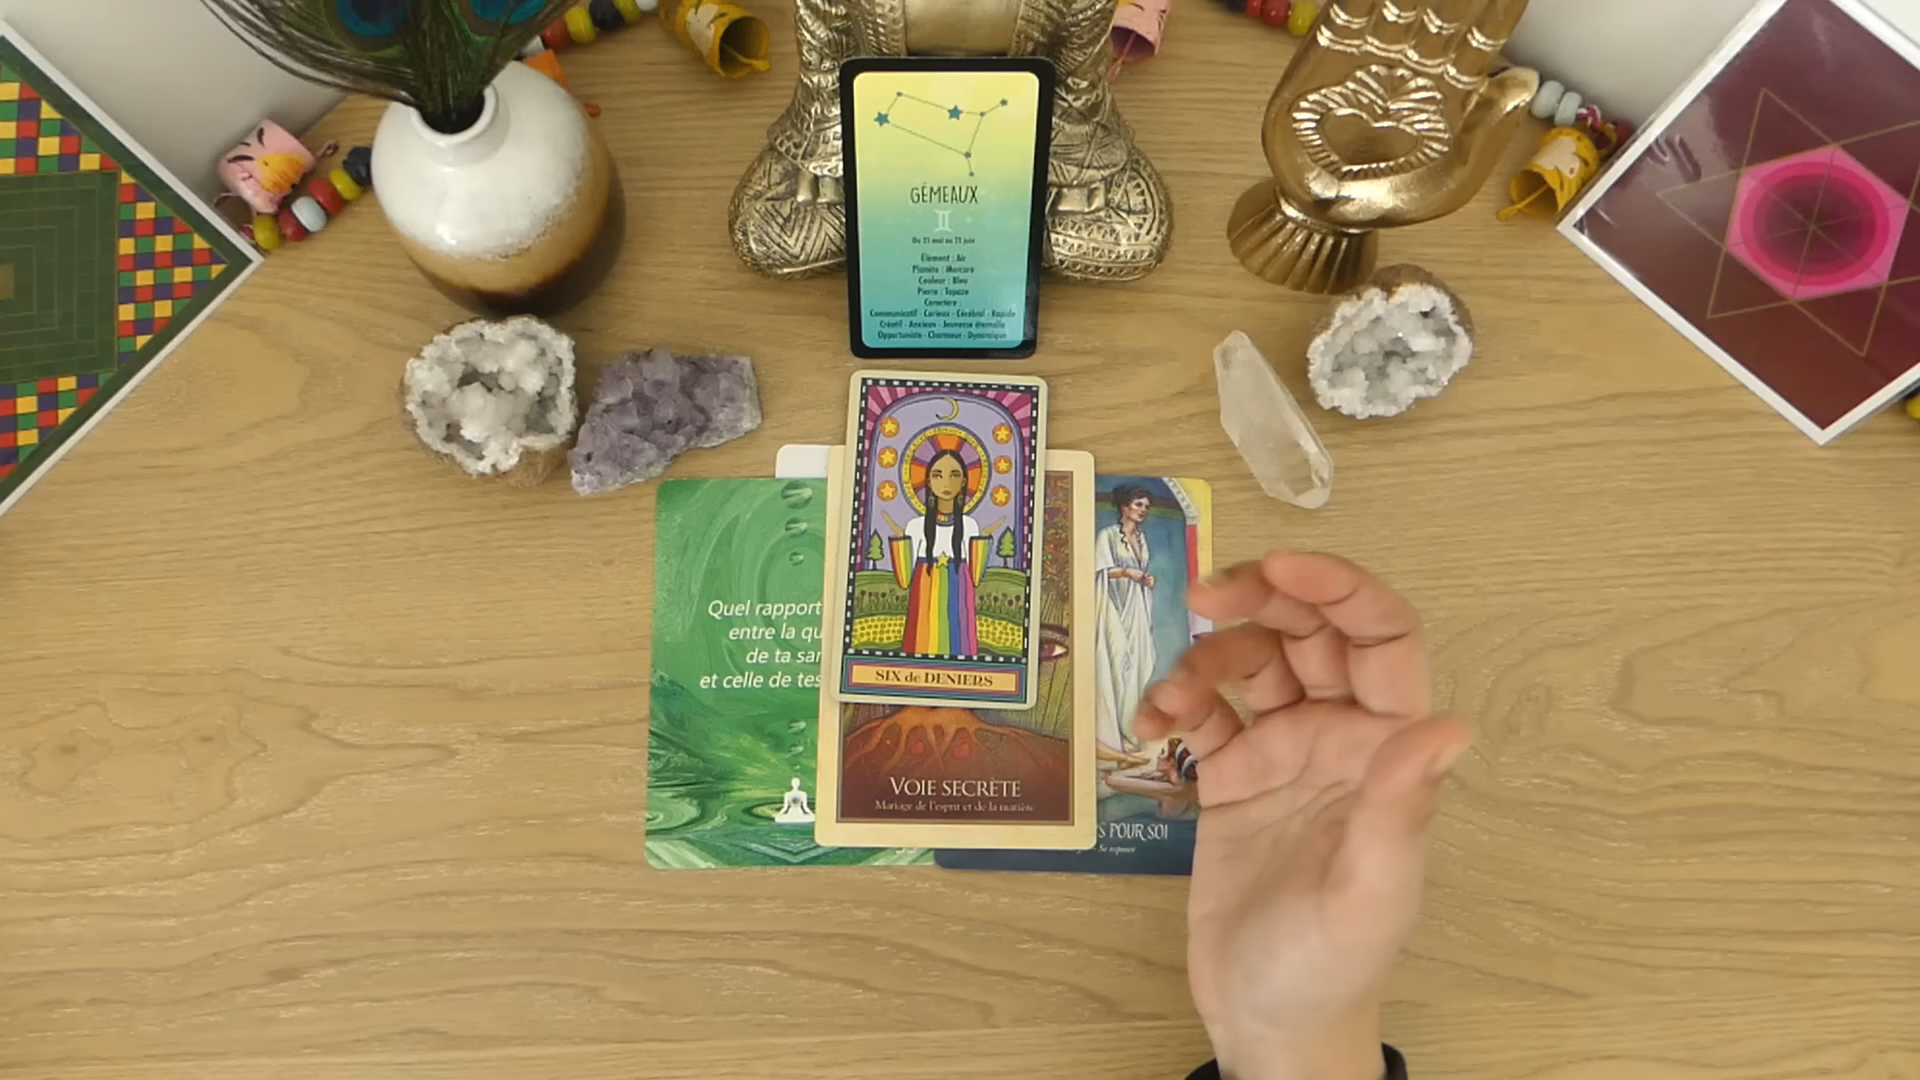 GÉMEAUX
Du 21 mai au 21 juin
Élément : Air
Planète : Mercure
Couleur : Bleu
Pierre : Topaze
Caractère :
Communicatif - Curieux - Cérébral - Rapide
Créatif - Anxieux - Jeunesse éternelle
Opportuniste - Charmeur - Dynamique
SIX de DENIERS
Quel rapport
entre la qu
de ta san
et celle de tes
VOIE SECRÈTE
Mariage de l'esprit et de la matière
S POUR SOI
Se reposer